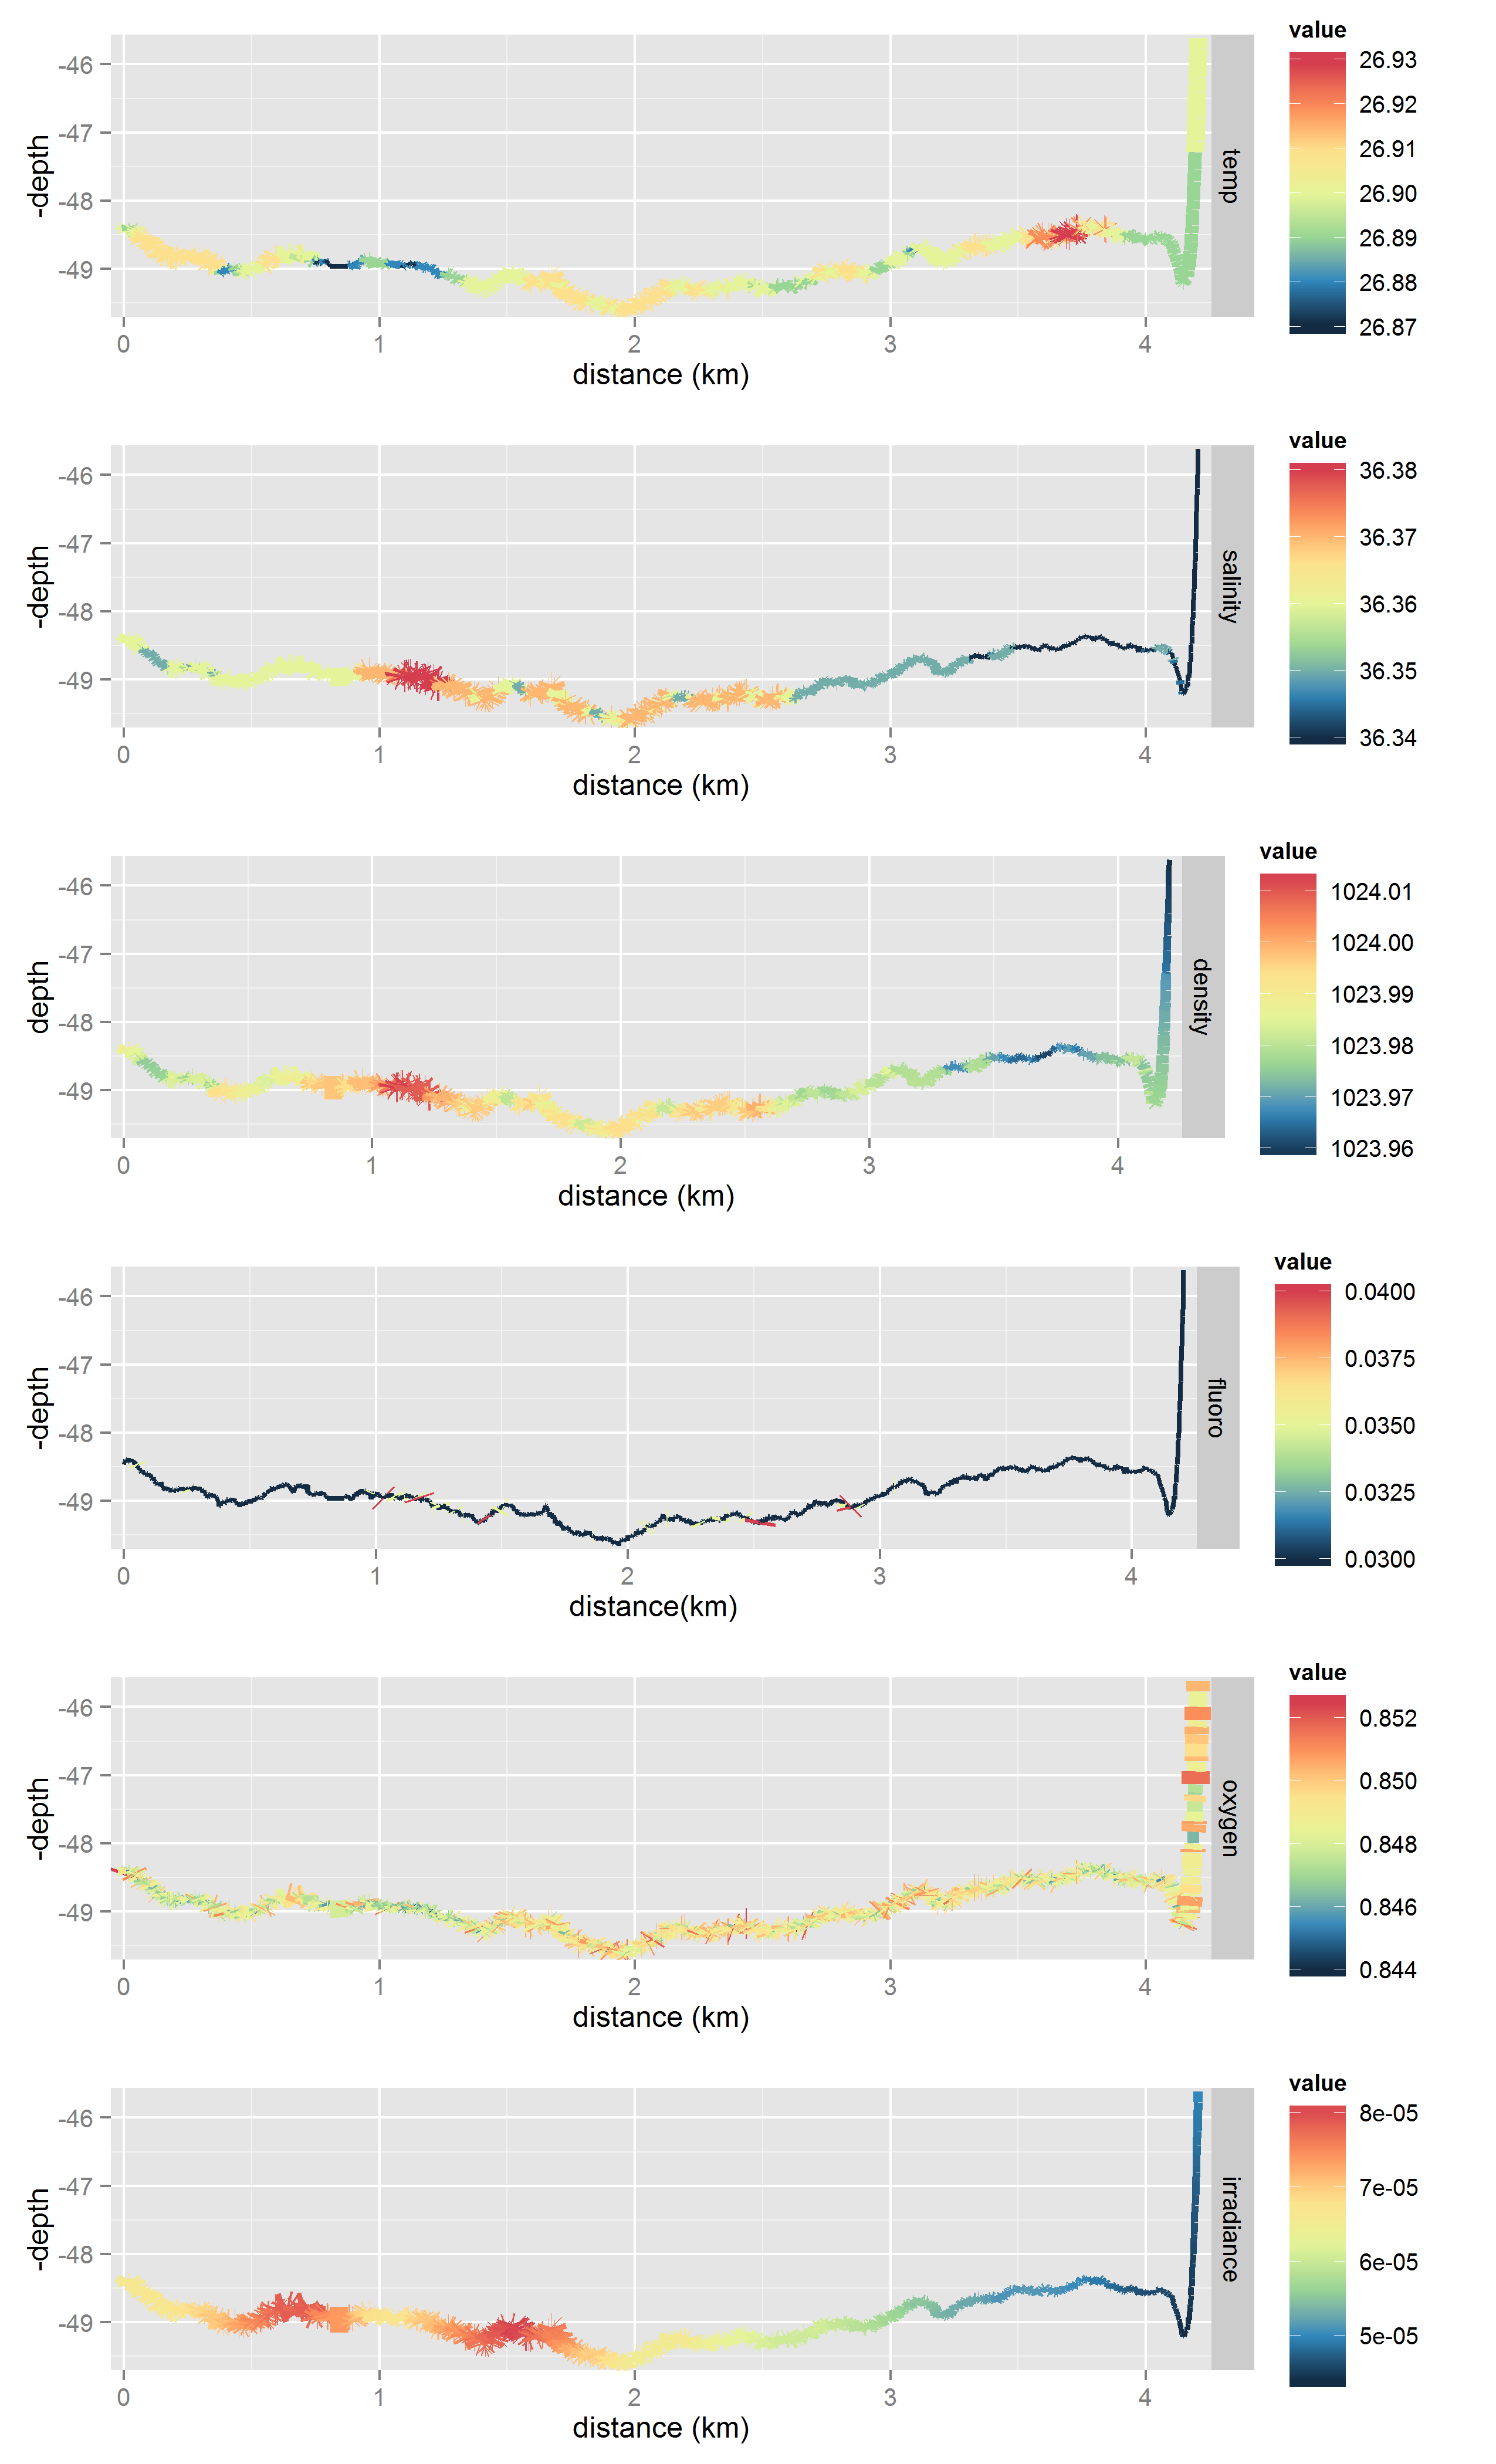 value
26.93
26.92
26.91
26.90
26.89
26.88
26.87
-46
-47
-48
-49
-depth
temp
0 1 2 3 4
distance (km)
value
36.38
36.37
36.36
36.35
36.34
-46
-47
-48
-49
-depth
salinity
0 1 2 3 4
distance (km)
value
1024.01
1024.00
1023.99
1023.98
1023.97
1023.96
-46
-47
-48
-49
depth
density
0 1 2 3 4
distance (km)
value
0.0400
0.0375
0.0350
0.0325
0.0300
-46
-47
-48
-49
-depth
fluoro
0 1 2 3 4
distance(km)
value
0.852
0.850
0.848
0.846
0.844
-46
-47
-48
-49
-depth
oxygen
0 1 2 3 4
distance (km)
value
8e-05
7e-05
6e-05
5e-05
-46
-47
-48
-49
-depth
irradiance
0 1 2 3 4
distance (km)